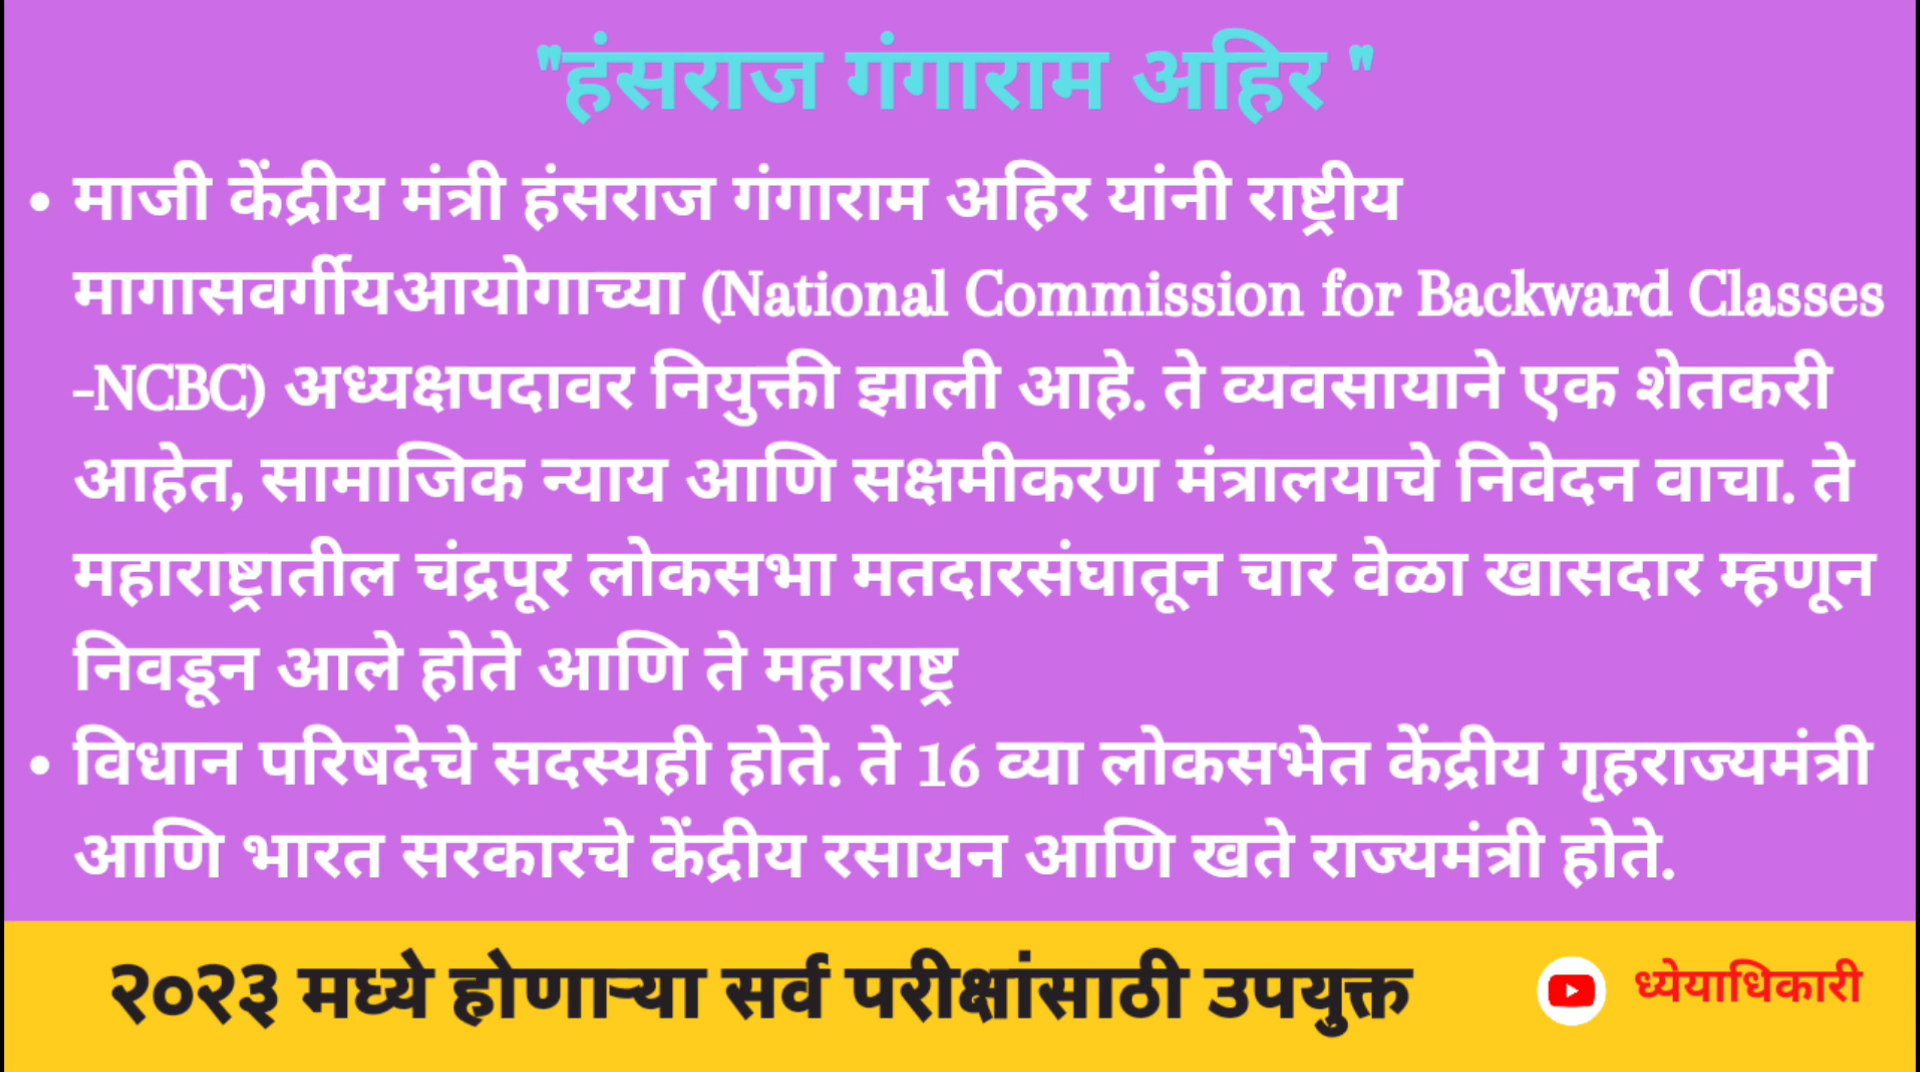 "हंसराज गंगाराम अहिर "
• माजी केंद्रीय मंत्री हंसराज गंगाराम अहिर यांनी राष्ट्रीय
मागासवर्गीयआयोगाच्या (National Commission for Backward Classes
-NCBC) अध्यक्षपदावर नियुक्ती झाली आहे. ते व्यवसायाने एक शेतकरी
आहेत, सामाजिक न्याय आणि सक्षमीकरण मंत्रालयाचे निवेदन वाचा. ते
महाराष्ट्रातील चंद्रपूर लोकसभा मतदारसंघातून चार वेळा खासदार म्हणून
निवडून आले होते आणि ते महाराष्ट्र
• विधान परिषदेचे सदस्यही होते. ते 16 व्या लोकसभेत केंद्रीय गृहराज्यमंत्री
आणि भारत सरकारचे केंद्रीय रसायन आणि खते राज्यमंत्री होते.
२०२३ मध्ये होणाऱ्या सर्व परीक्षांसाठी उपयुक्त
ध्येयाधिकारी